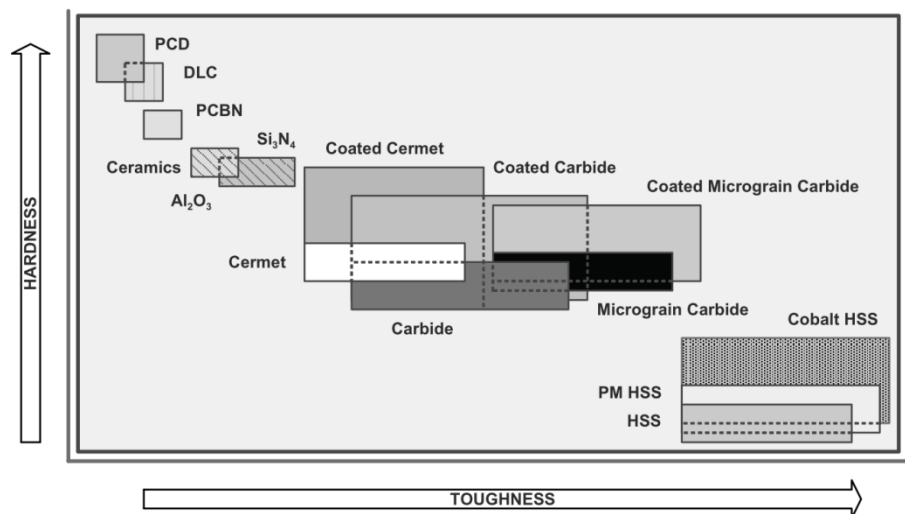 PCD
DLC
PCBN
Si₃N₄
Ceramics
Al₂O₃
Coated Cermet
Coated Carbide
Coated Micrograin Carbide
Cermet
Carbide
Micrograin Carbide
Cobalt HSS
PM HSS
HSS
HARDNESS
TOUGHNESS